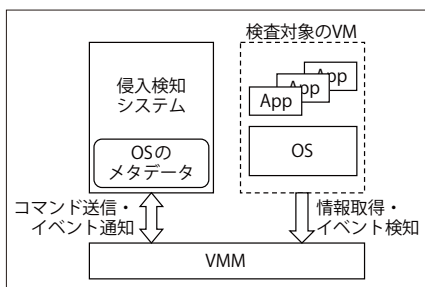 検査対象のVM
侵入検知
システム
OSの
メタデータ
App
App
App
OS
コマンド送信・
イベント通知
情報取得・
イベント検知
VMM